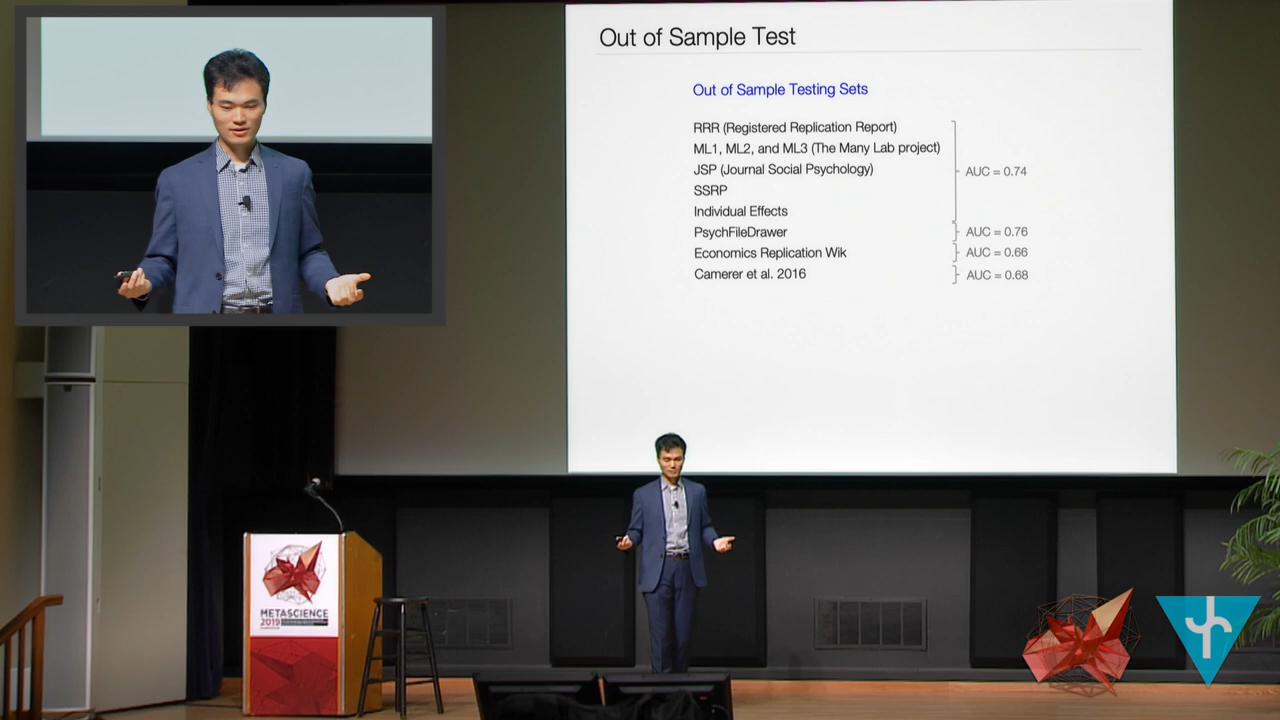 Out of Sample Test
Out of Sample Testing Sets
RRR (Registered Replication Report)
ML1, ML2, and ML3 (The Many Lab project)
JSP (Journal Social Psychology)
SSRP
Individual Effects
AUC = 0.74
PsychFileDrawer
AUC = 0.76
Economics Replication Wik
AUC = 0.66
Camerer et al. 2016
AUC = 0.68
METASCIENCE
2019